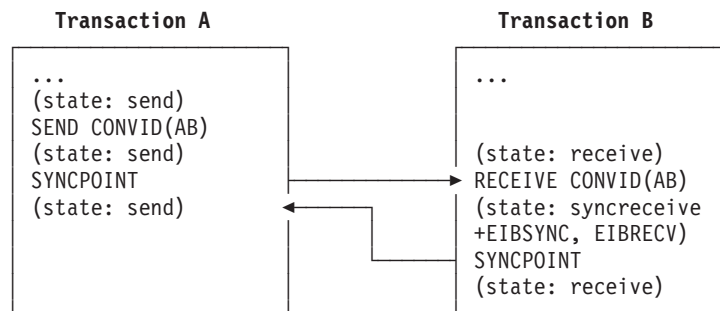 Transaction A
...
(state: send)
SEND CONVID(AB)
(state: send)
SYNCPOINT
(state: send)
Transaction B
...
(state: receive)
RECEIVE CONVID(AB)
(state: syncreceive
+EIBSYNC, EIBRECV)
SYNCPOINT
(state: receive)